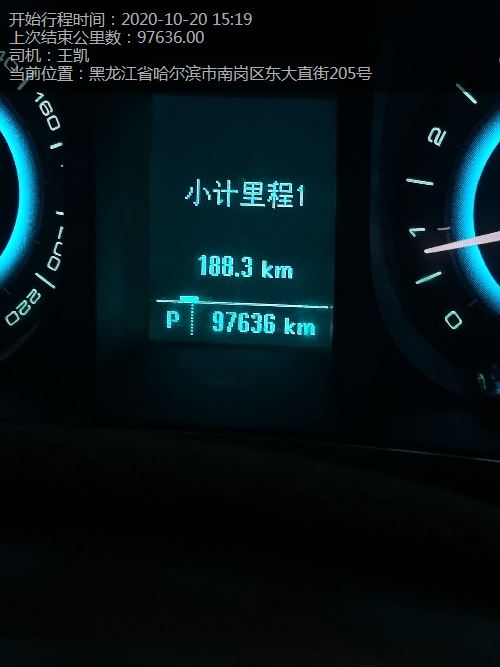 开始行程时间：2020-10-20 15:19
上次结束公里数：97636.00
司机：王凯
当前位置：黑龙江省哈尔滨市南岗区东大直街205号
160
200
220
小计里程1
188.3 km
P 97636 km
2
1
0